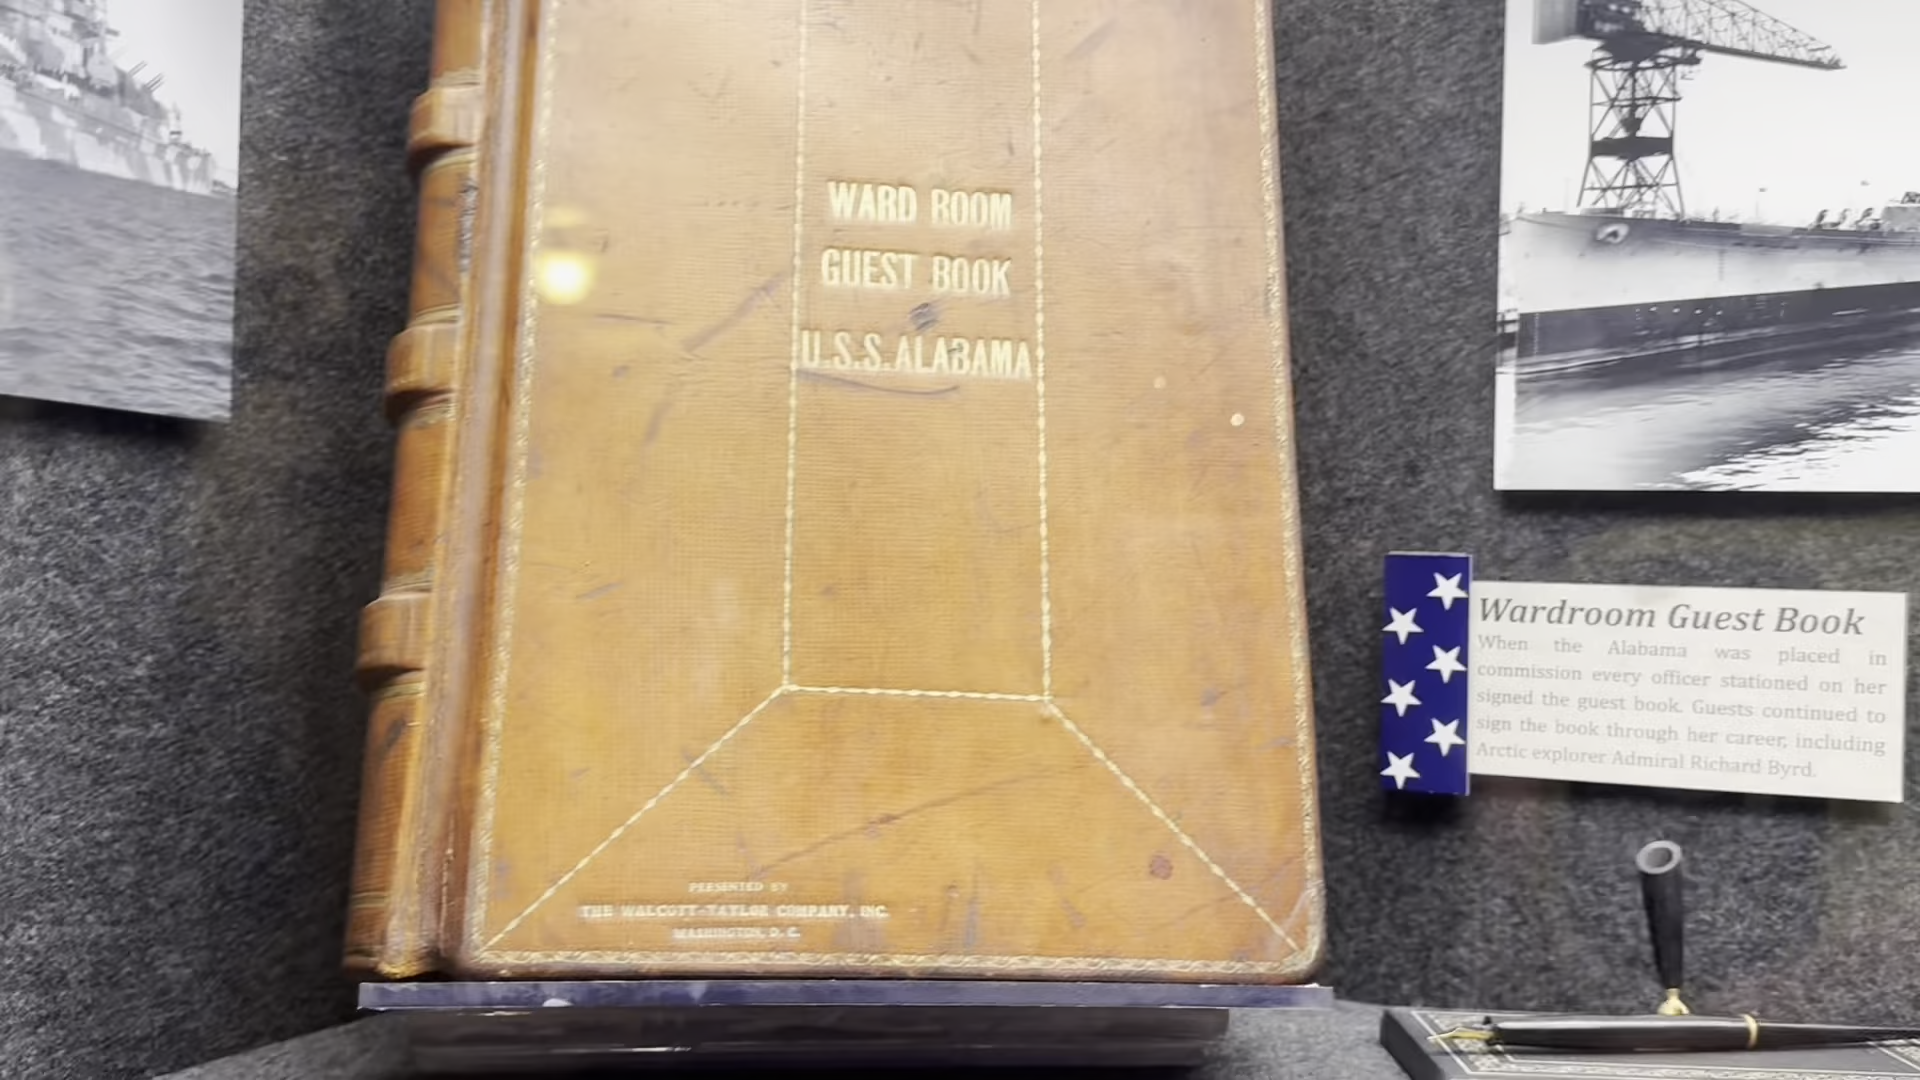 WARD ROOM
GUEST BOOK
U.S.S. ALABAMA
PRESENTED BY
THE WALCOTT-TAYLOR COMPANY, INC.
WASHINGTON, D. C.
Wardroom Guest Book
When the Alabama was placed in
commission every officer stationed on her
signed the guest book. Guests continued to
sign the book through her career, including
Arctic explorer Admiral Richard Byrd.